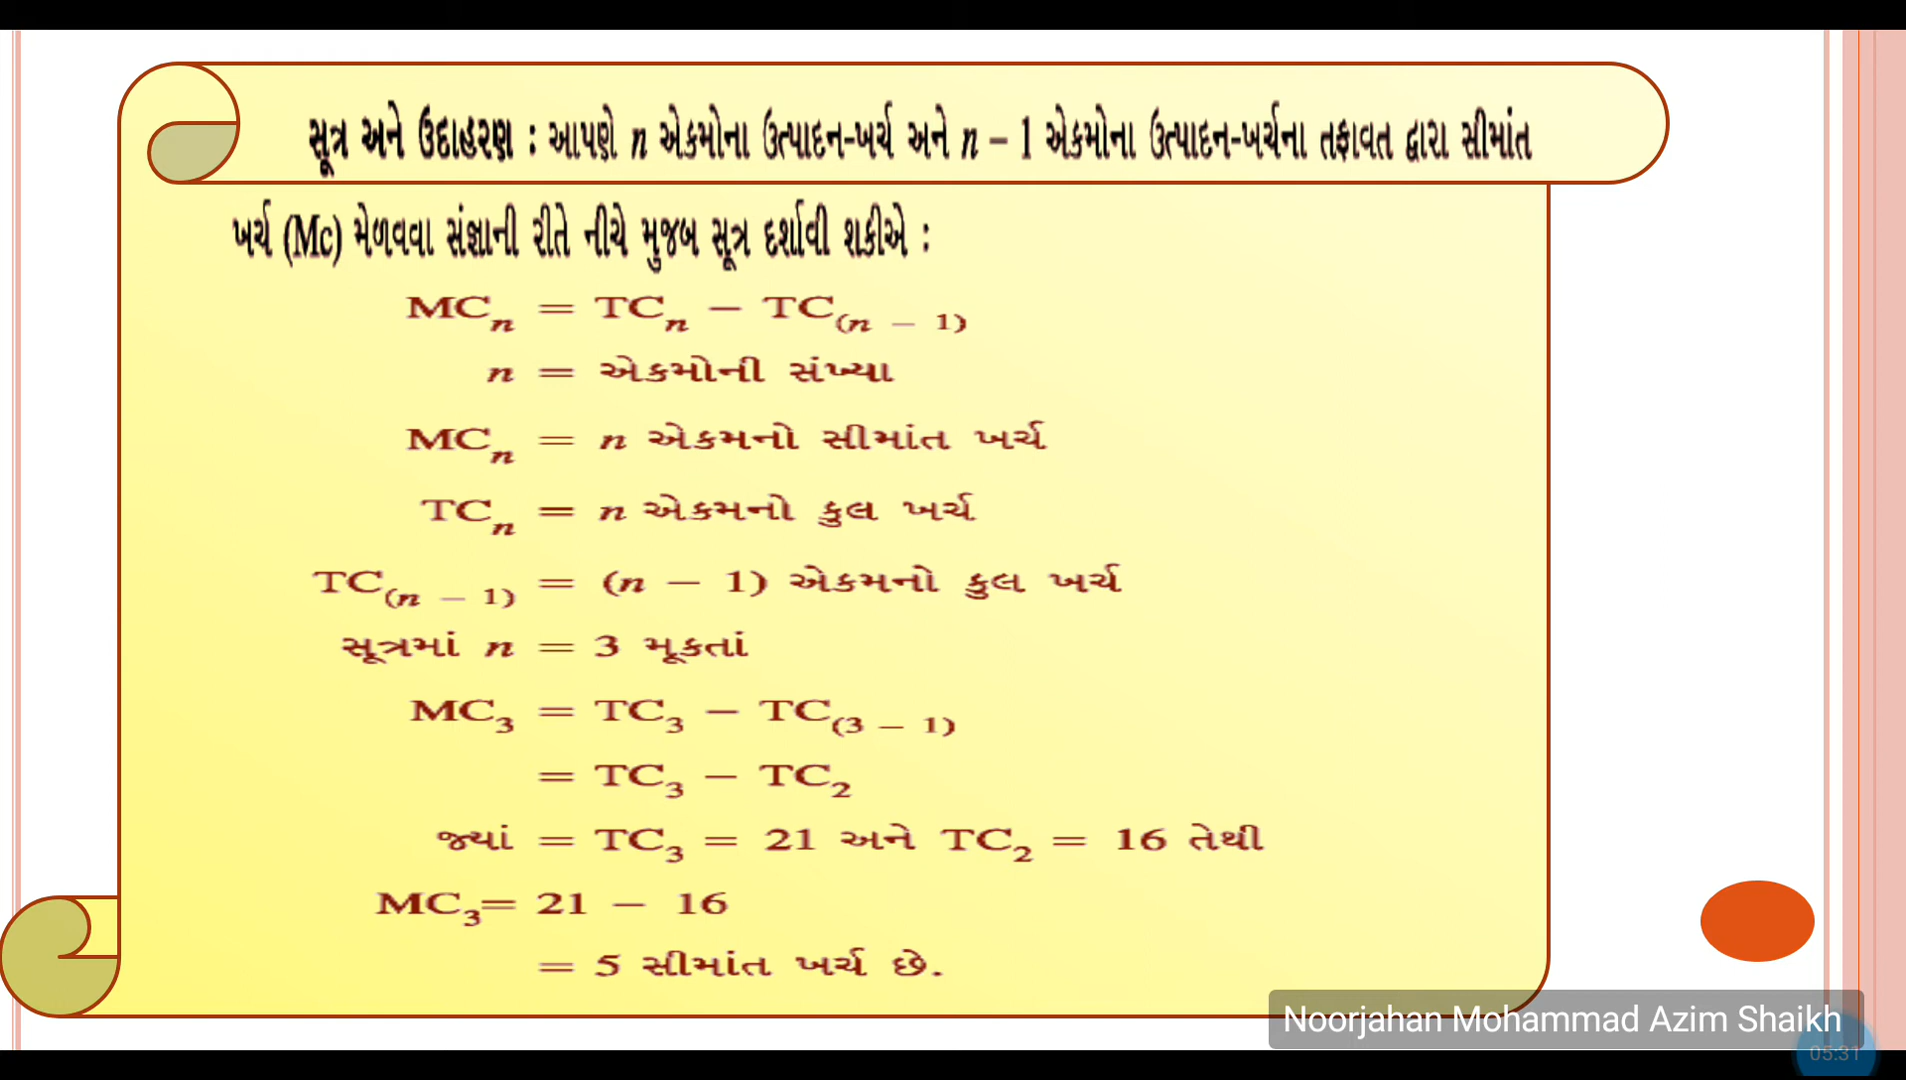 સૂત્ર અને ઉદાહરણ : આપણે n એકમોના ઉત્પાદન-ખર્ચ અને n – 1 એકમોના ઉત્પાદન-ખર્ચના તફાવત દ્વારા સીમાંત
ખર્ચ (Mc) મેળવવા સંજ્ઞાની રીતે નીચે મુજબ સૂત્ર દર્શાવી શકીએ :
MCₙ = TCₙ – TC₍ₙ ₋ ₁₎
n = એકમોની સંખ્યા
MCₙ = n એકમનો સીમાંત ખર્ચ
TCₙ = n એકમનો કુલ ખર્ચ
TC₍ₙ ₋ ₁₎ = (n – 1) એકમનો કુલ ખર્ચ
સૂત્રમાં n = 3 મૂકતાં
MC₃ = TC₃ – TC₍₃ ₋ ₁₎
= TC₃ – TC₂
જ્યાં = TC₃ = 21 અને TC₂ = 16 તેથી
MC₃= 21 – 16
= 5 સીમાંત ખર્ચ છે.
Noorjahan Mohammad Azim Shaikh
05:31